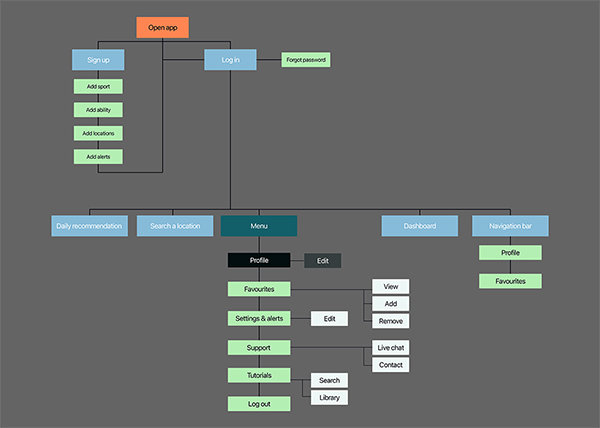 Open app
Sign up
Log in
Forgot password
Add sport
Add ability
Add locations
Add alerts
Daily recommendation
Search a location
Menu
Dashboard
Navigation bar
Profile
Edit
Profile
Favourites
Favourites
View
Add
Remove
Settings & alerts
Edit
Support
Live chat
Contact
Tutorials
Search
Library
Log out